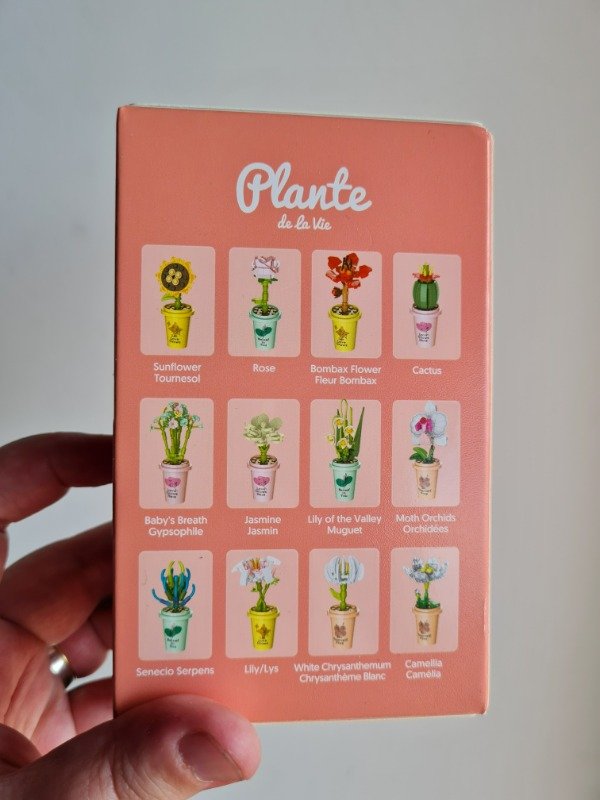 Plante
de la Vie
Sunflower
Tournesol
Rose
Bombax Flower
Fleur Bombax
Cactus
Baby's Breath
Gypsophile
Jasmine
Jasmin
Lily of the Valley
Muguet
Moth Orchids
Orchidées
Senecio Serpens
Lily/Lys
White Chrysanthemum
Chrysanthème Blanc
Camellia
Camélia